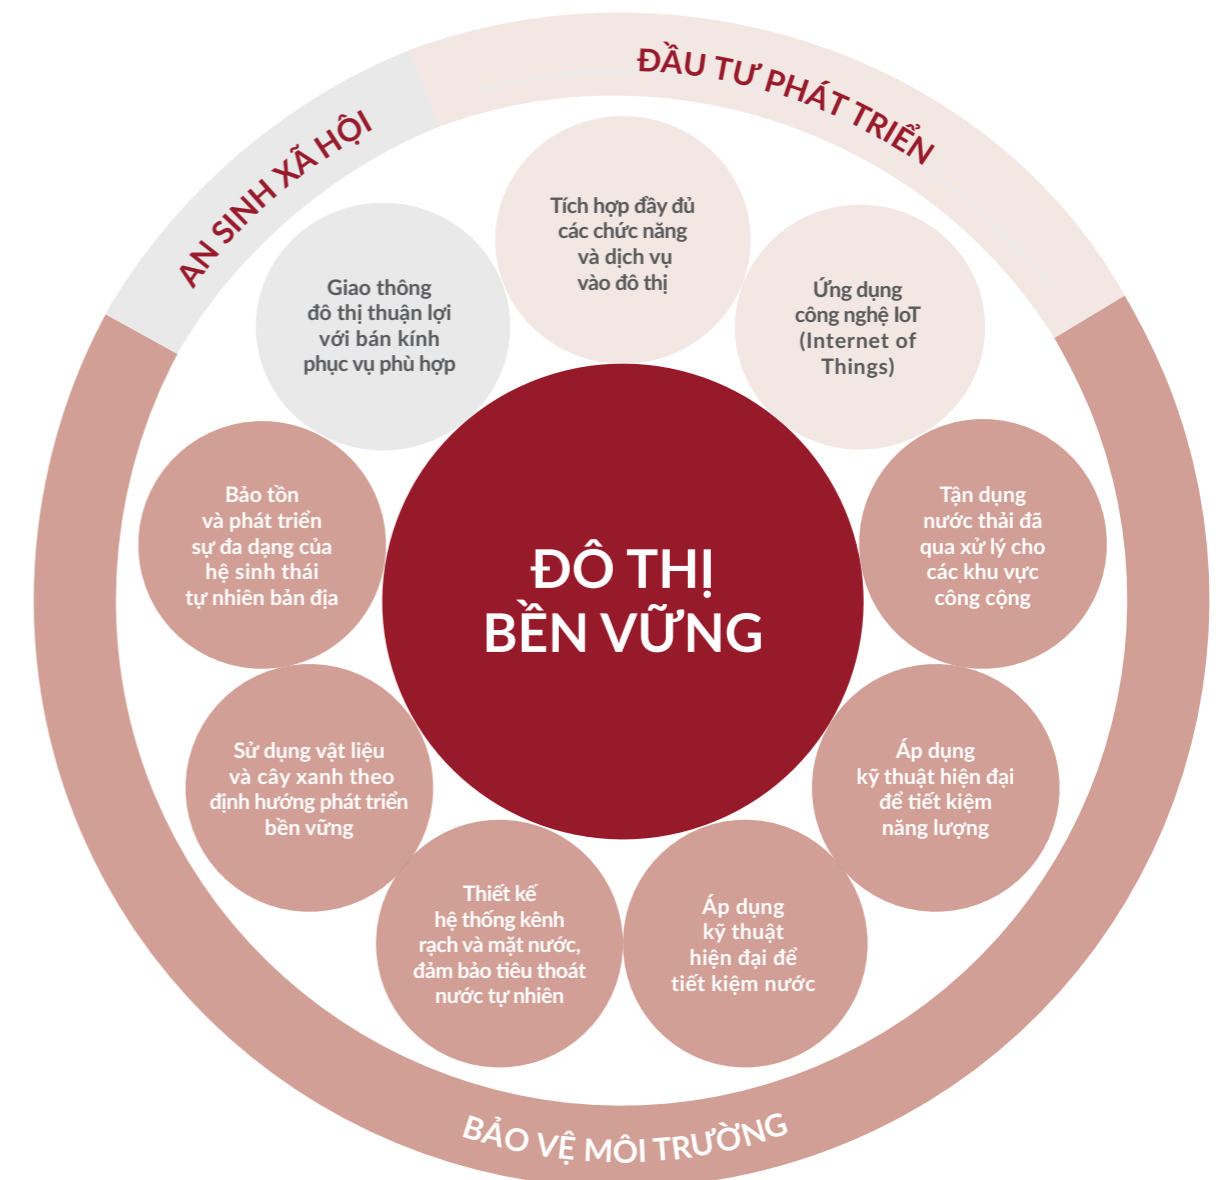 ĐẦU TƯ PHÁT TRIỂN
AN SINH XÃ HỘI
Tích hợp đầy đủ
các chức năng
và dịch vụ
vào đô thị
Giao thông
đô thị thuận lợi
với bán kính
phục vụ phù hợp
Ứng dụng
công nghệ IoT
(Internet of
Things)
Bảo tồn
và phát triển
sự đa dạng của
hệ sinh thái
tự nhiên bản địa
ĐÔ THỊ
BỀN VỮNG
Tận dụng
nước thải đã
qua xử lý cho
các khu vực
công cộng
Sử dụng vật liệu
và cây xanh theo
định hướng phát triển
bền vững
Áp dụng
kỹ thuật hiện đại
để tiết kiệm
năng lượng
Thiết kế
hệ thống kênh
rạch và mặt nước,
đảm bảo tiêu thoát
nước tự nhiên
Áp dụng
kỹ thuật
hiện đại để
tiết kiệm nước
BẢO VỆ MÔI TRƯỜNG